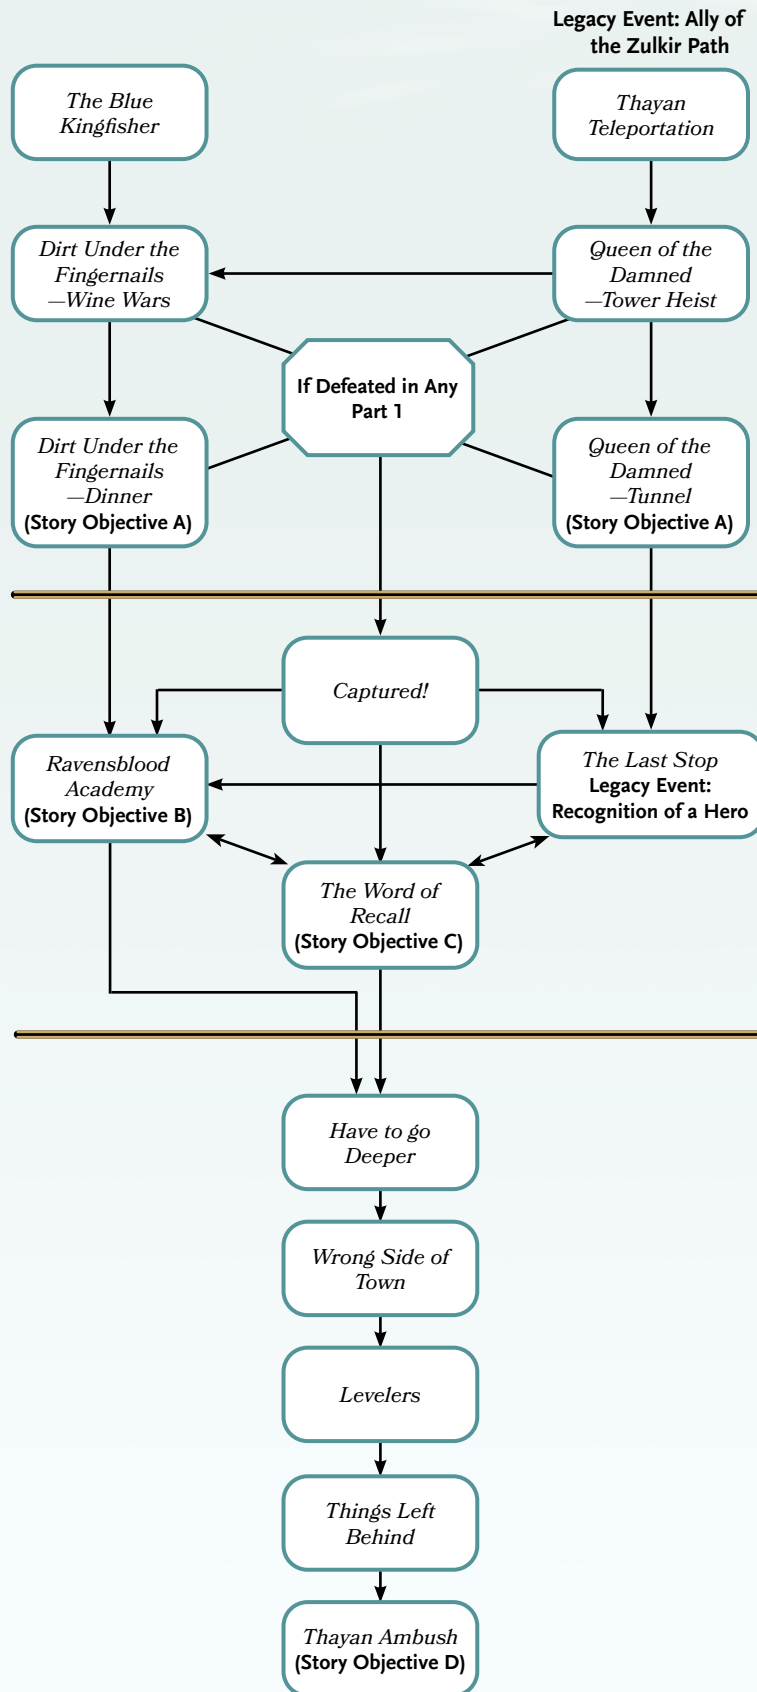 Legacy Event: Ally of
the Zulkir Path
The Blue
Kingfisher
Thayan
Teleportation
Dirt Under the
Fingernails
—Wine Wars
Queen of the
Damned
—Tower Heist
If Defeated in Any
Part 1
Dirt Under the
Fingernails
—Dinner
(Story Objective A)
Queen of the
Damned
—Tunnel
(Story Objective A)
Captured!
Ravensblood
Academy
(Story Objective B)
The Last Stop
Legacy Event:
Recognition of a Hero
The Word of
Recall
(Story Objective C)
Have to go
Deeper
Wrong Side of
Town
Levelers
Things Left
Behind
Thayan Ambush
(Story Objective D)